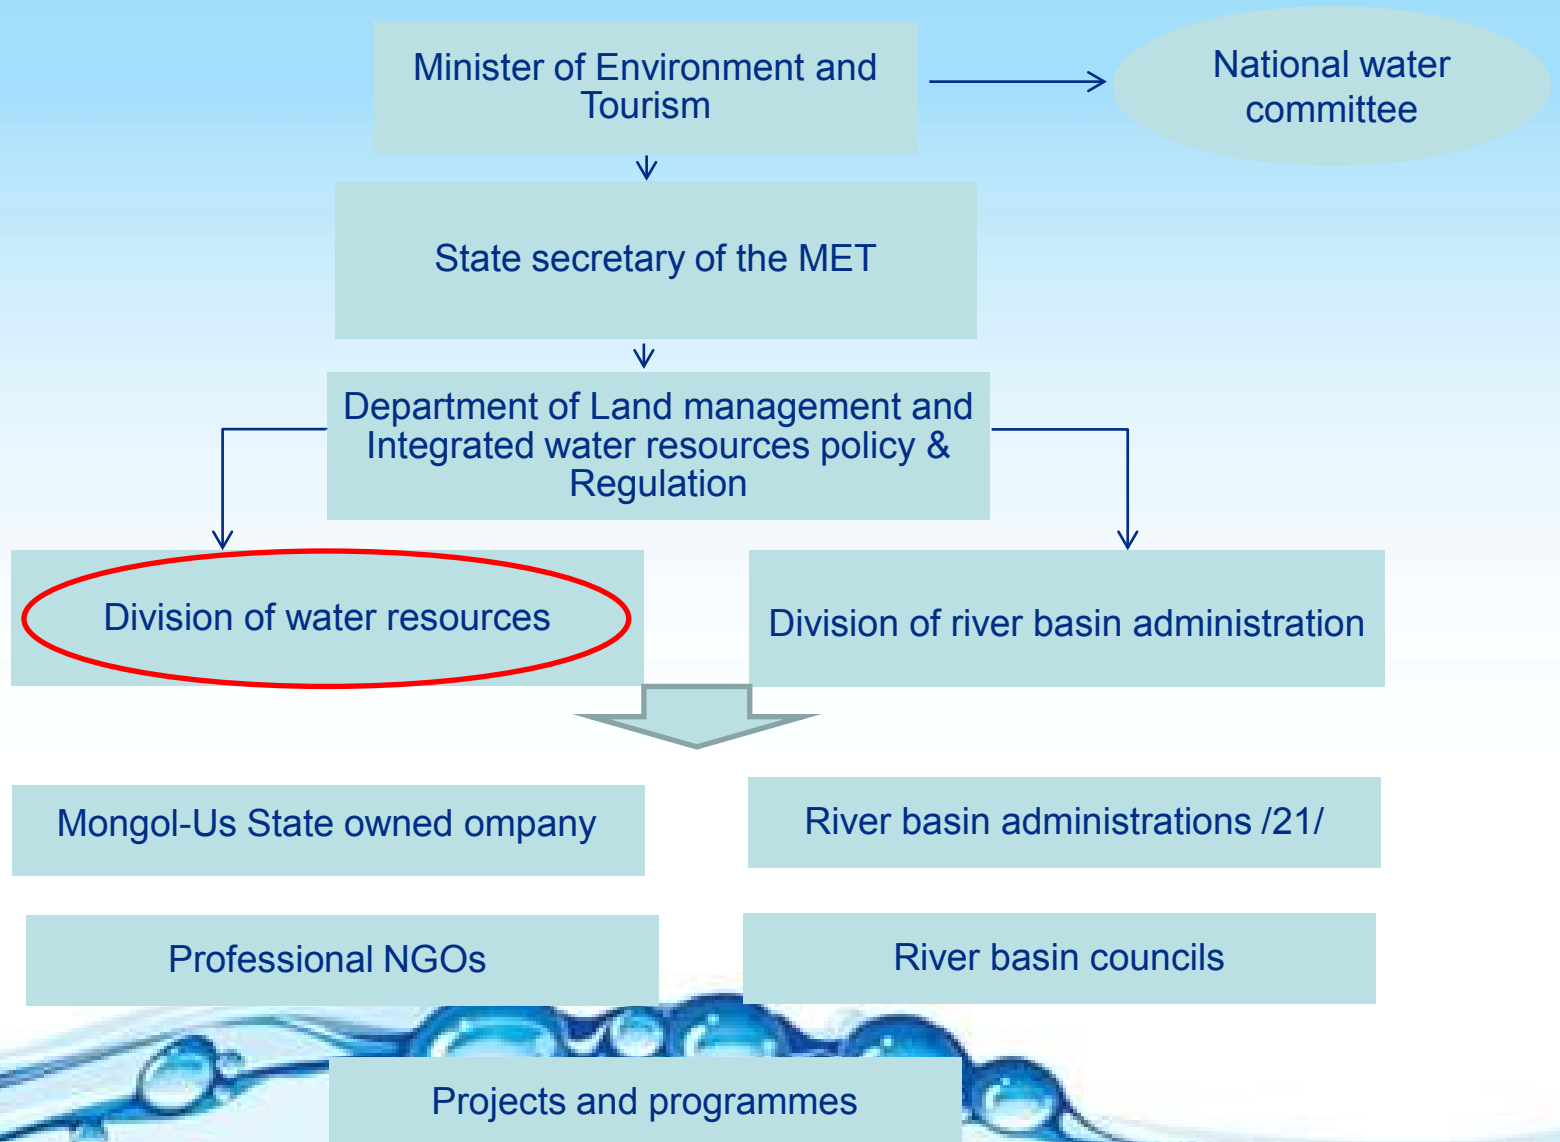 Minister of Environment and
Tourism
National water
committee
State secretary of the MET
Department of Land management and
Integrated water resources policy &
Regulation
Division of water resources
Division of river basin administration
Mongol-Us State owned ompany
River basin administrations /21/
Professional NGOs
River basin councils
Projects and programmes